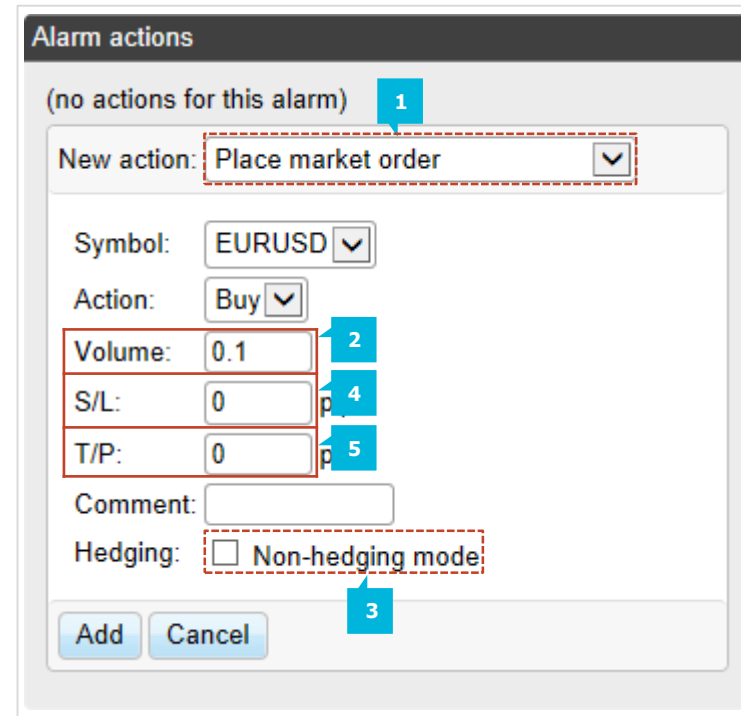 Alarm actions
(no actions for this alarm)
1
New action: Place market order
Symbol: EURUSD
Action: Buy
Volume: 0.1
2
S/L: 0
4
T/P: 0
5
Comment:
Hedging: Non-hedging mode
3
Add Cancel